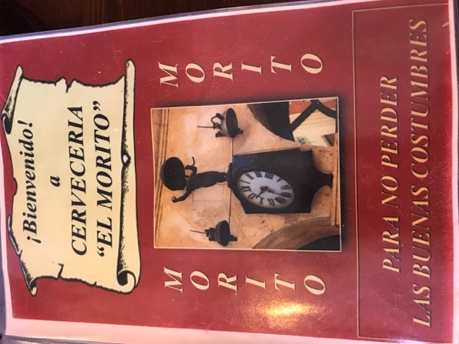 ¡Bienvenido!
a
CERVECERIA
“EL MORITO”
MORITO
MORITO
PARA NO PERDER
LAS BUENAS COSTUMBRES